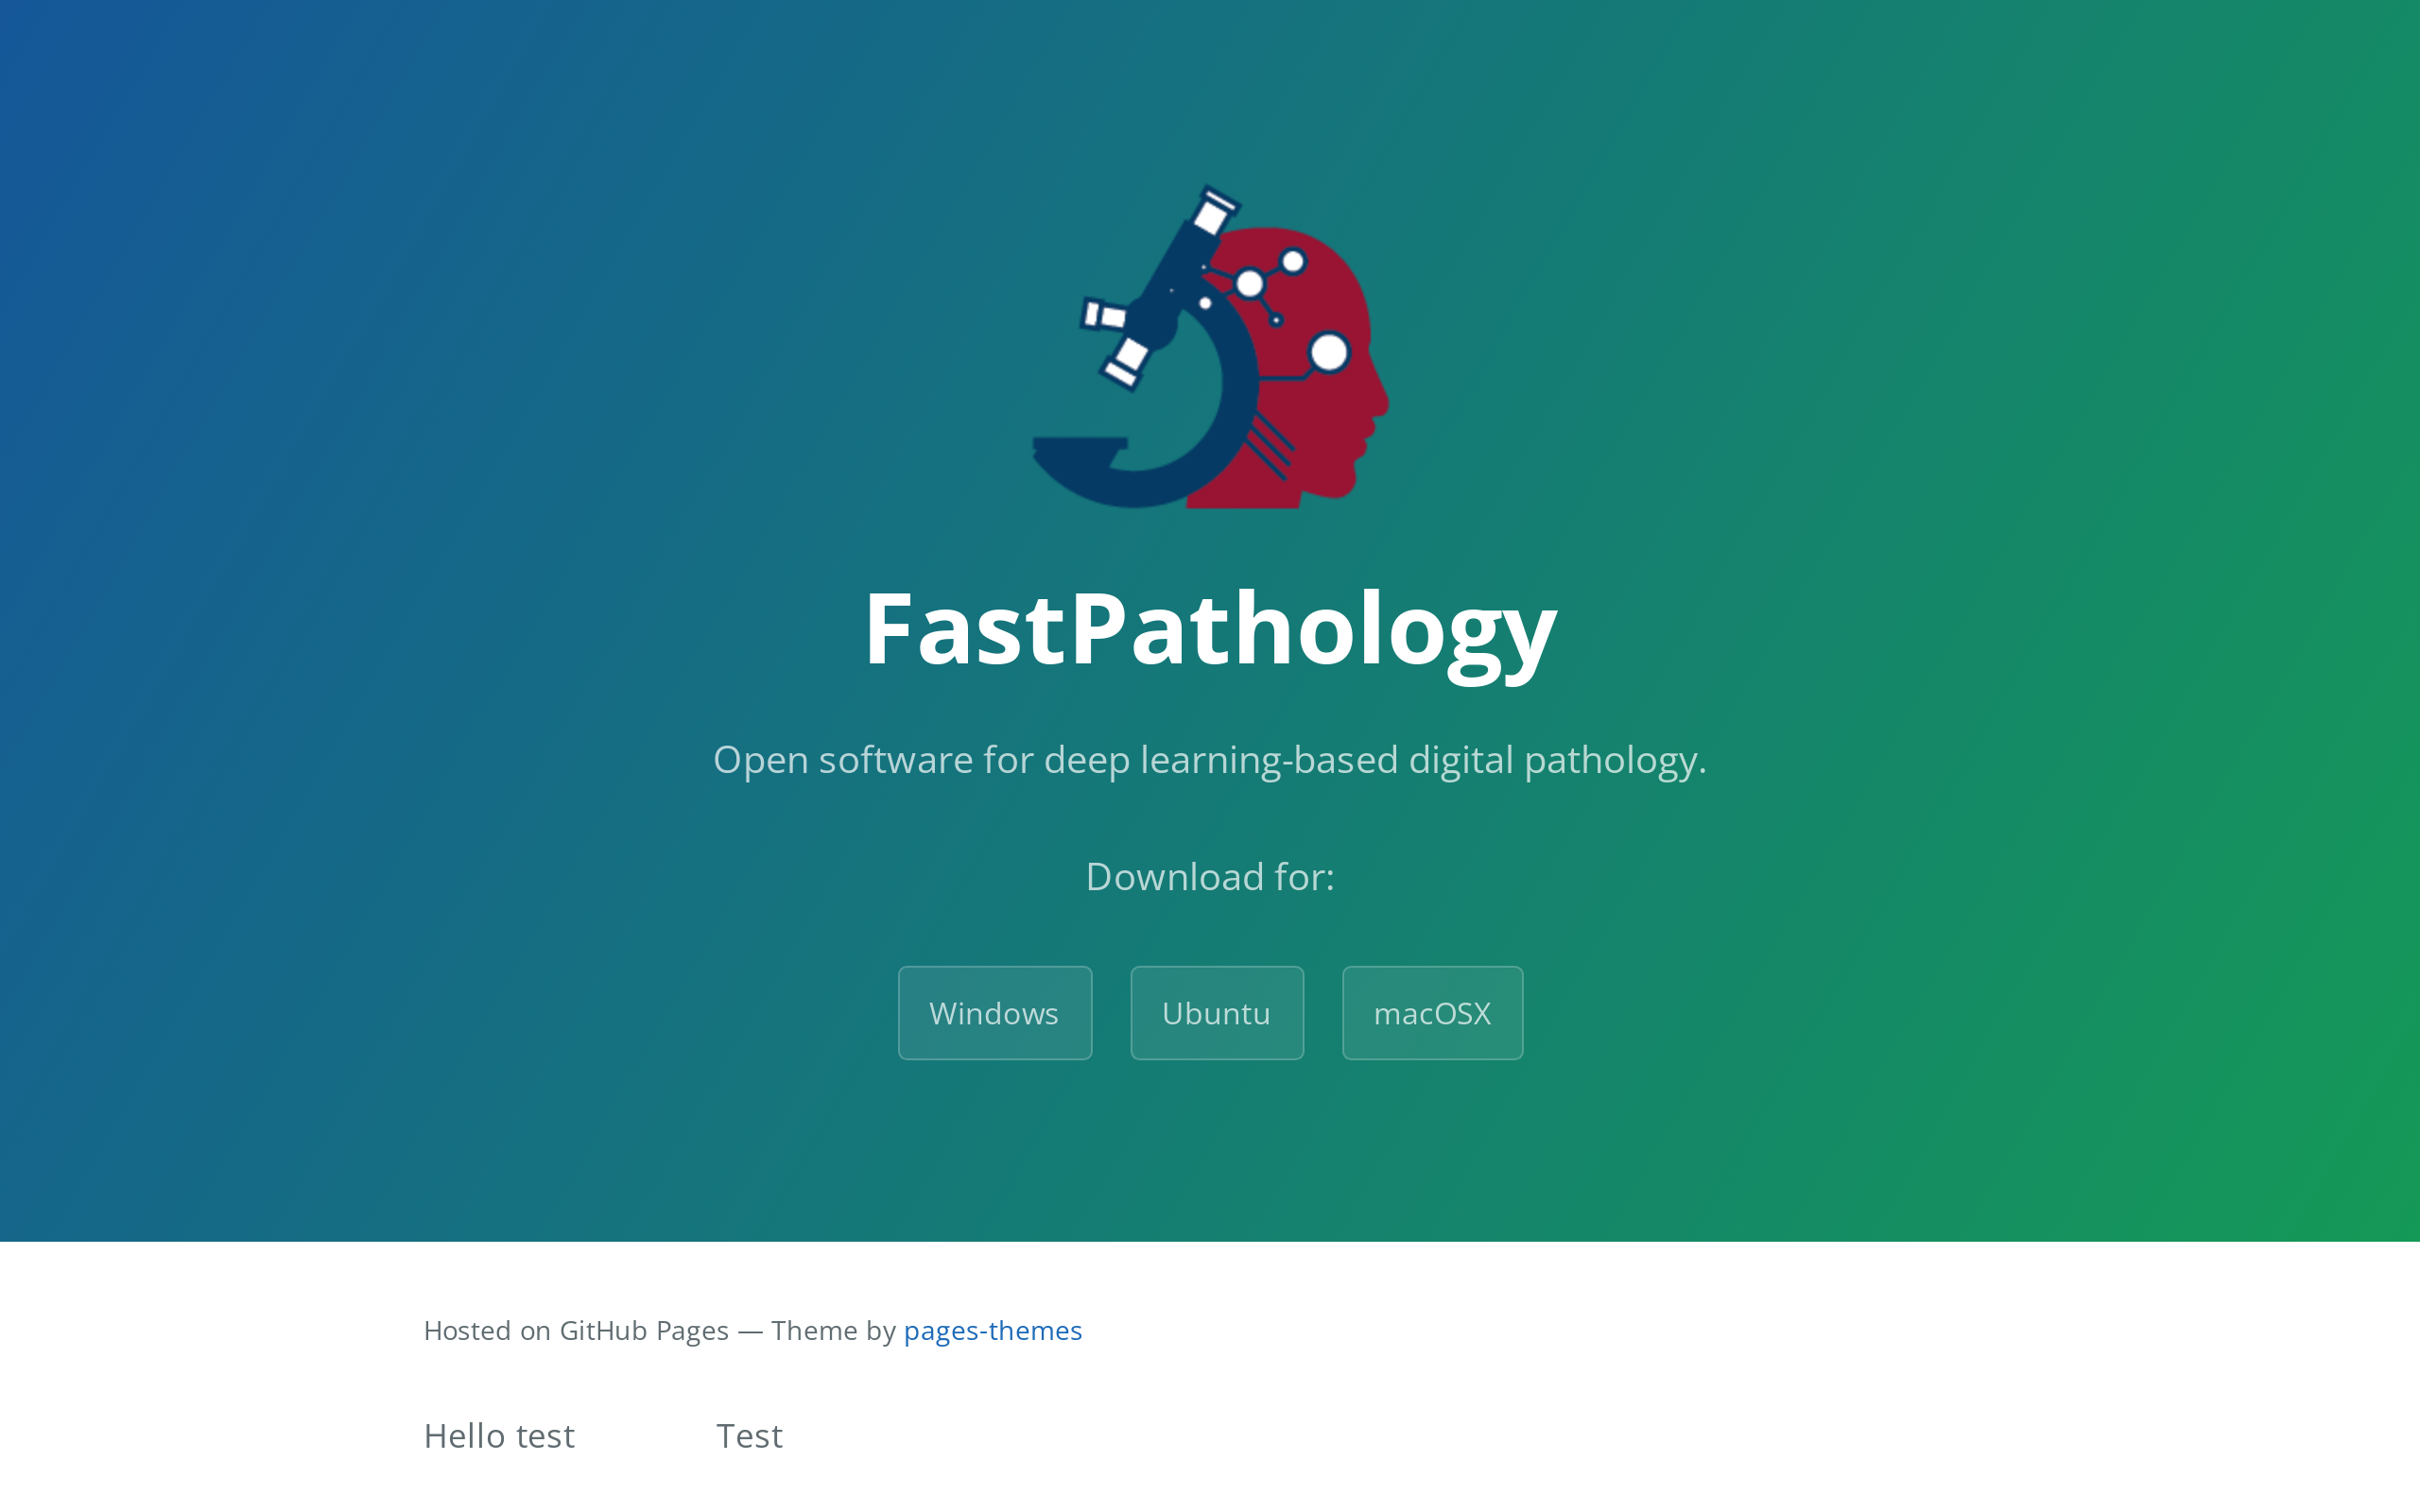 FastPathology
Open software for deep learning-based digital pathology.
Download for:
Windows Ubuntu macOSX
Hosted on GitHub Pages — Theme by pages-themes
Hello test Test